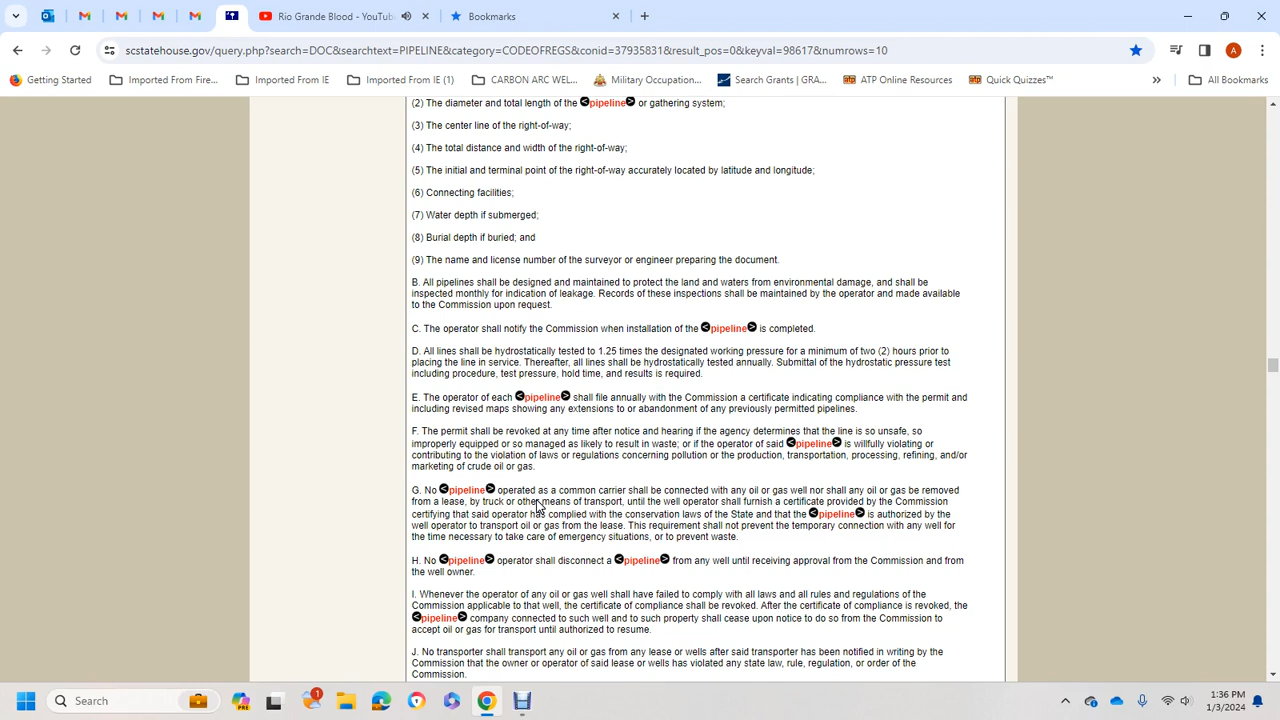 Rio Grande Blood - YouTub
Bookmarks
scstatehouse.gov/query.php?search=DOC&searchtext=PIPELINE&category=CODEOFREGS&conid=37935831&result_pos=0&keyval=98617&numrows=10
A
Getting Started
Imported From Fire...
Imported From IE
Imported From IE (1)
CARBON ARC WEL...
Military Occupation...
Search Grants | GRA...
ATP Online Resources
Quick Quizzes™
»
All Bookmarks
(2) The diameter and total length of the <pipeline> or gathering system;
(3) The center line of the right-of-way;
(4) The total distance and width of the right-of-way;
(5) The initial and terminal point of the right-of-way accurately located by latitude and longitude;
(6) Connecting facilities;
(7) Water depth if submerged;
(8) Burial depth if buried; and
(9) The name and license number of the surveyor or engineer preparing the document.
B. All pipelines shall be designed and maintained to protect the land and waters from environmental damage, and shall be
inspected monthly for indication of leakage. Records of these inspections shall be maintained by the operator and made available
to the Commission upon request.
C. The operator shall notify the Commission when installation of the <pipeline> is completed.
D. All lines shall be hydrostatically tested to 1.25 times the designated working pressure for a minimum of two (2) hours prior to
placing the line in service. Thereafter, all lines shall be hydrostatically tested annually. Submittal of the hydrostatic pressure test
including procedure, test pressure, hold time, and results is required.
E. The operator of each <pipeline> shall file annually with the Commission a certificate indicating compliance with the permit and
including revised maps showing any extensions to or abandonment of any previously permitted pipelines.
F. The permit shall be revoked at any time after notice and hearing if the agency determines that the line is so unsafe, so
improperly equipped or so managed as likely to result in waste; or if the operator of said <pipeline> is willfully violating or
contributing to the violation of laws or regulations concerning pollution or the production, transportation, processing, refining, and/or
marketing of crude oil or gas.
G. No <pipeline> operated as a common carrier shall be connected with any oil or gas well nor shall any oil or gas be removed
from a lease, by truck or other means of transport, until the well operator shall furnish a certificate provided by the Commission
certifying that said operator has complied with the conservation laws of the State and that the <pipeline> is authorized by the
well operator to transport oil or gas from the lease. This requirement shall not prevent the temporary connection with any well for
the time necessary to take care of emergency situations, or to prevent waste.
H. No <pipeline> operator shall disconnect a <pipeline> from any well until receiving approval from the Commission and from
the well owner.
I. Whenever the operator of any oil or gas well shall have failed to comply with all laws and all rules and regulations of the
Commission applicable to that well, the certificate of compliance shall be revoked. After the certificate of compliance is revoked, the
<pipeline> company connected to such well and to such property shall cease upon notice to do so from the Commission to
accept oil or gas for transport until authorized to resume.
J. No transporter shall transport any oil or gas from any lease or wells after said transporter has been notified in writing by the
Commission that the owner or operator of said lease or wells has violated any state law, rule, regulation, or order of the
Commission.
Search
PRE
1
1:36 PM
1/3/2024